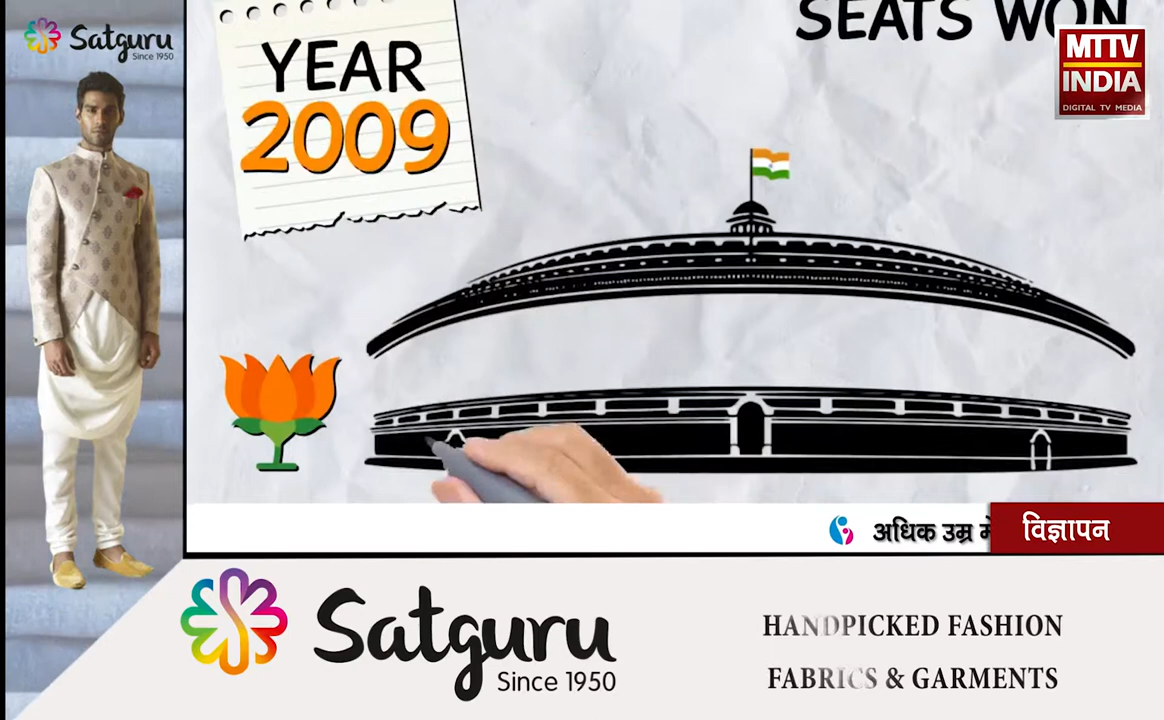 Satguru
Since 1950
YEAR
2009
SEATS WON
MTTV
INDIA
DIGITAL TV MEDIA
अधिक उम्र में
विज्ञापन
Satguru
Since 1950
HANDPICKED FASHION
FABRICS & GARMENTS